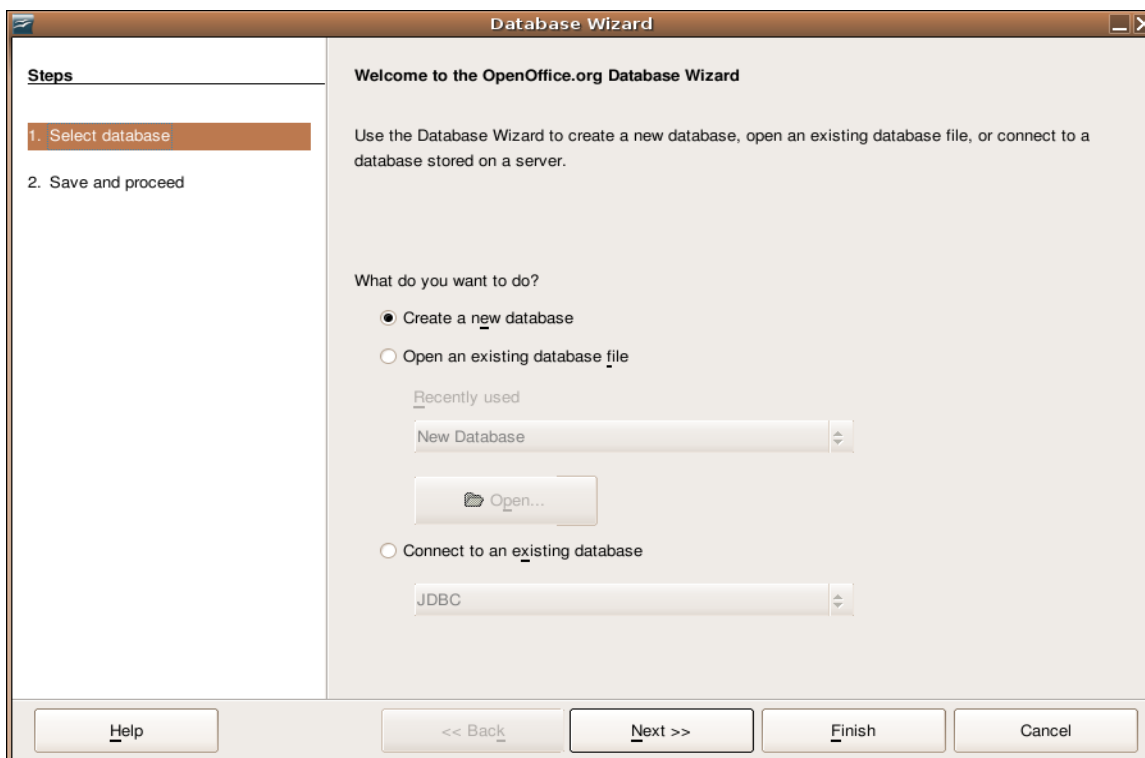 Database Wizard
Steps
1. Select database
2. Save and proceed
Welcome to the OpenOffice.org Database Wizard
Use the Database Wizard to create a new database, open an existing database file, or connect to a
database stored on a server.
What do you want to do?
Create a new database
Open an existing database file
Recently used
New Database
Open...
Connect to an existing database
JDBC
Help
<< Back
Next >>
Finish
Cancel